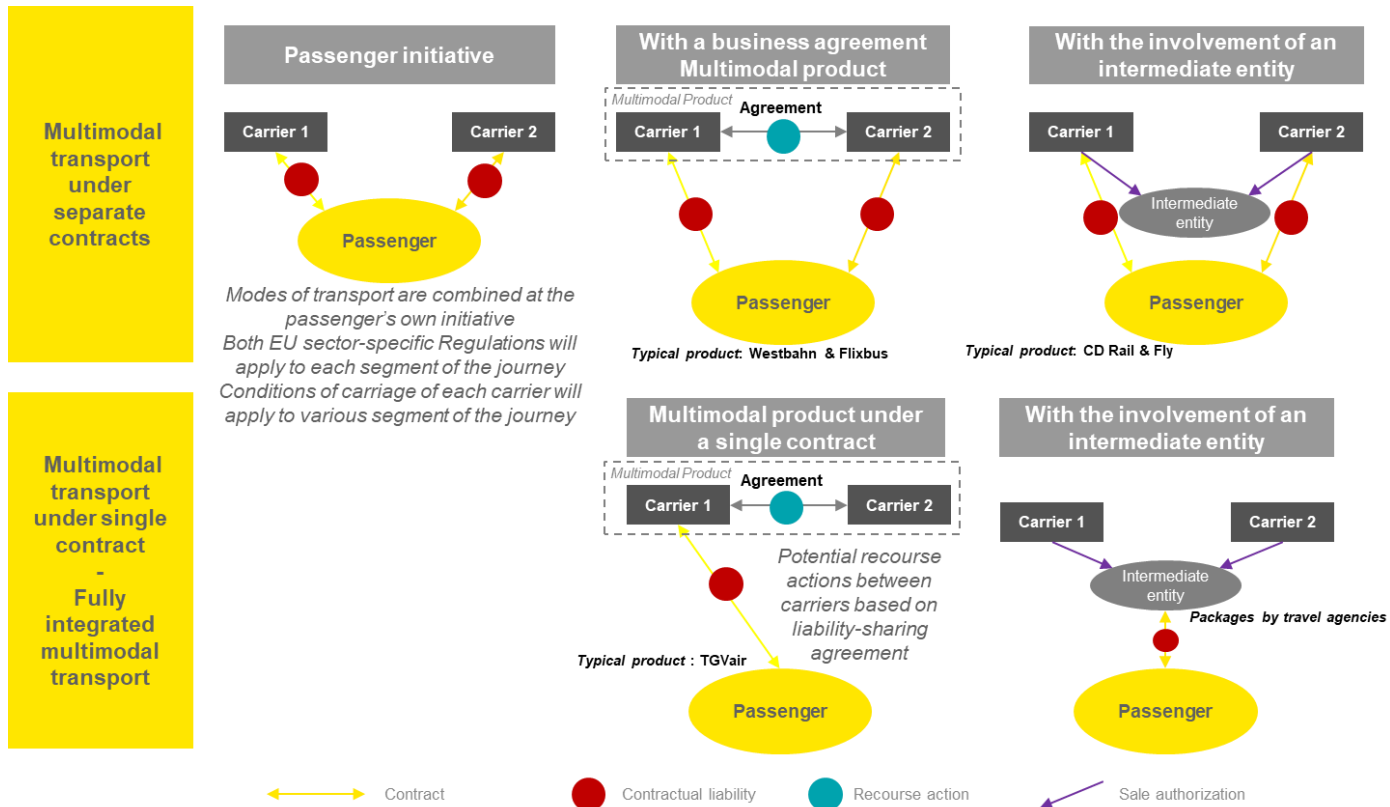 Multimodal
transport
under
separate
contracts
Passenger initiative
Carrier 1
Carrier 2
Passenger
Modes of transport are combined at the
passenger's own initiative
Both EU sector-specific Regulations will
apply to each segment of the journey
Conditions of carriage of each carrier will
apply to various segment of the journey
With a business agreement
Multimodal product
Multimodal Product
Agreement
Carrier 1
Carrier 2
Passenger
Typical product: Westbahn & Flixbus
With the involvement of an
intermediate entity
Carrier 1
Carrier 2
Intermediate
entity
Passenger
Typical product: CD Rail & Fly
Multimodal
transport
under single
contract
-
Fully
integrated
multimodal
transport
Multimodal product under
a single contract
Multimodal Product
Agreement
Carrier 1
Carrier 2
Potential recourse
actions between
carriers based on
liability-sharing
agreement
Typical product : TGVair
Passenger
With the involvement of an
intermediate entity
Carrier 1
Carrier 2
Intermediate
entity
Packages by travel agencies
Passenger
Contract
Contractual liability
Recourse action
Sale authorization